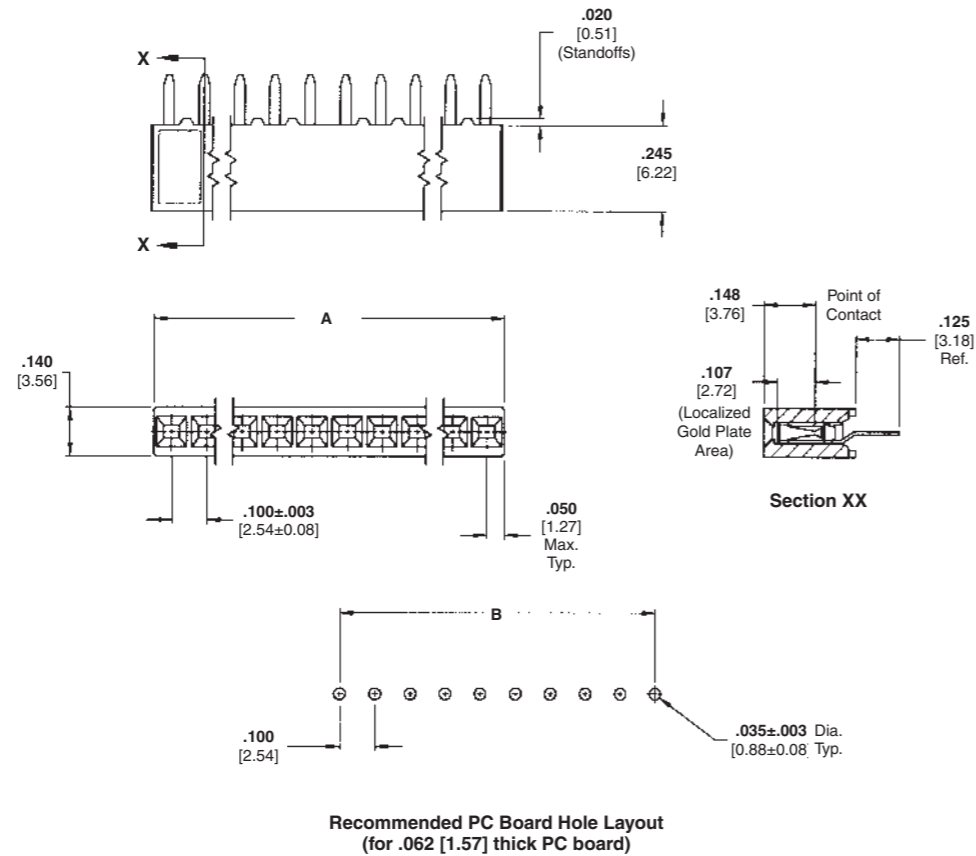 .020
[0.51]
(Standoffs)
X
.245
[6.22]
X
A
.140
[3.56]
.100±.003
[2.54±0.08]
.050
[1.27]
Max.
Typ.
.148
[3.76]
Point of
Contact
.125
[3.18]
Ref.
.107
[2.72]
(Localized
Gold Plate
Area)
Section XX
B
.100
[2.54]
.035±.003 Dia.
[0.88±0.08] Typ.
Recommended PC Board Hole Layout
(for .062 [1.57] thick PC board)